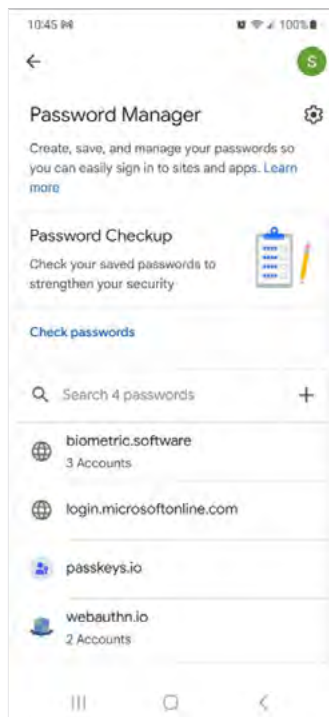 10:45
100%
S
Password Manager
Create, save, and manage your passwords so
you can easily sign in to sites and apps. Learn
more
Password Checkup
Check your saved passwords to
strengthen your security
Check passwords
Search 4 passwords
biometric.software
3 Accounts
login.microsoftonline.com
passkeys.io
webauthn.io
2 Accounts